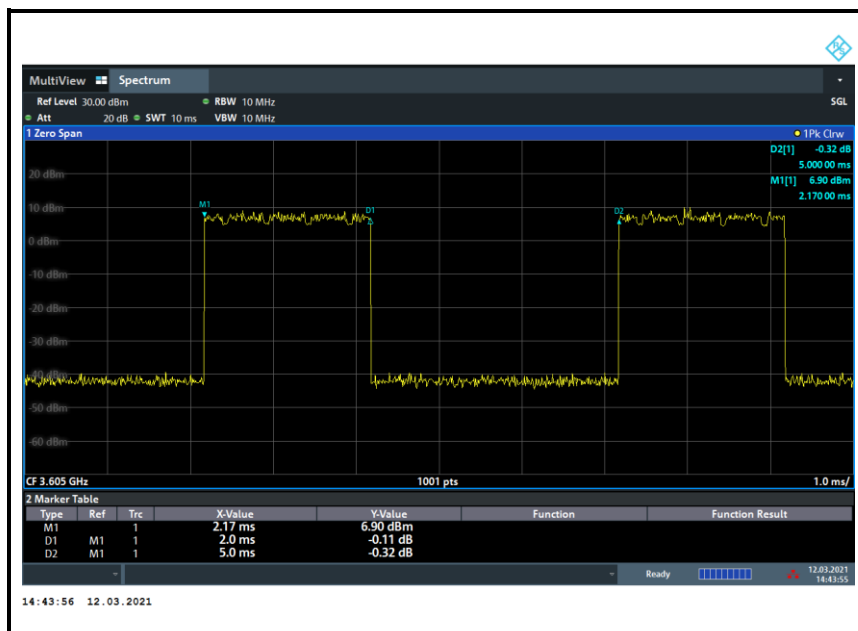 R S
MultiView Spectrum
Ref Level 30.00 dBm RBW 10 MHz SGL
Att 20 dB SWT 10 ms VBW 10 MHz
1 Zero Span 1Pk Clrw
D2[1] -0.32 dB
5.000 00 ms
M1[1] 6.90 dBm
2.170 00 ms
20 dBm
10 dBm
0 dBm
-10 dBm
-20 dBm
-30 dBm
-40 dBm
-50 dBm
-60 dBm
M1
D1
D2
CF 3.605 GHz 1001 pts 1.0 ms/
2 Marker Table
Type Ref Trc X-Value Y-Value Function Function Result
M1 1 2.17 ms 6.90 dBm
D1 M1 1 2.0 ms -0.11 dB
D2 M1 1 5.0 ms -0.32 dB
Ready 12.03.2021
14:43:55
14:43:56 12.03.2021